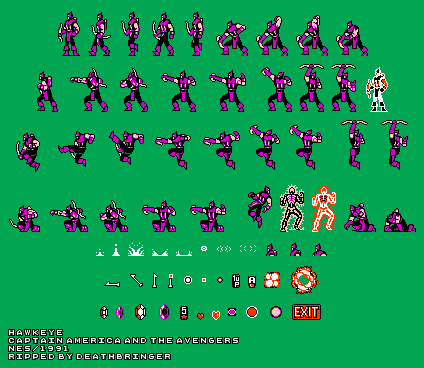 EXIT
HAWKEYE
CAPTAIN AMERICA AND THE AVENGERS
NES/1991
RIPPED BY DEATHBRINGER